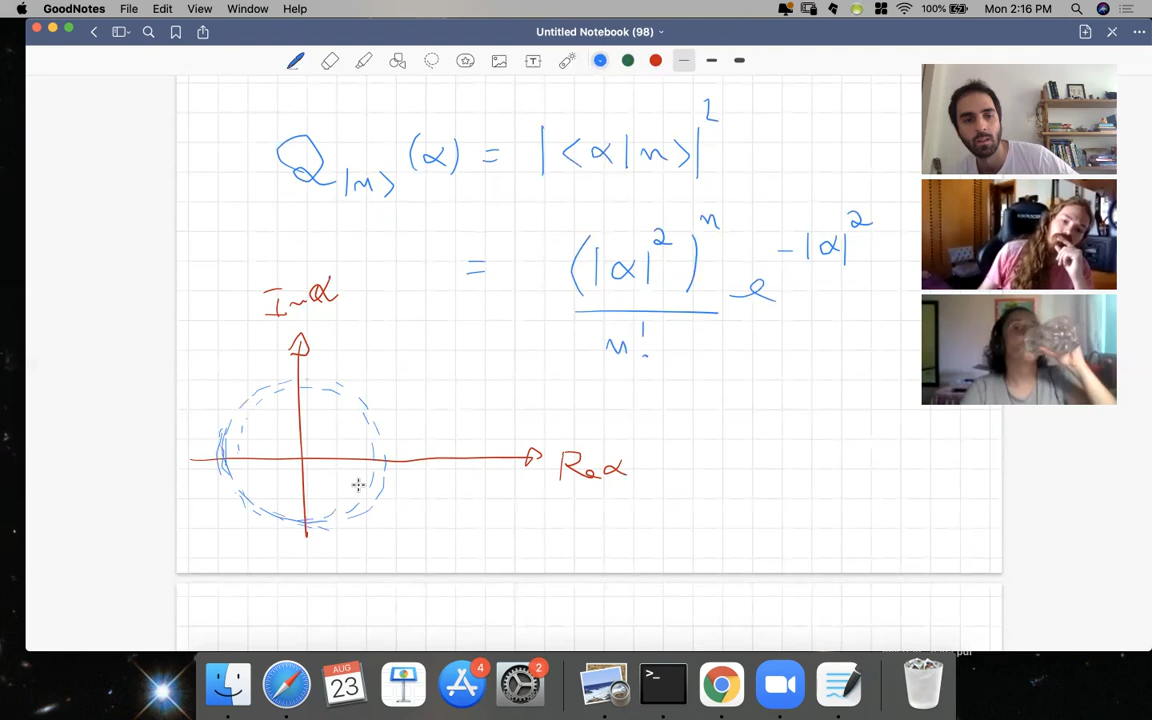 GoodNotes File Edit View Window Help 100% Mon 2:16 PM
Untitled Notebook (98)
Q|n⟩ (α) = |<α|n>|²
= (|α|²)ⁿ / n! e^-|α|²
Im α
Re α
AUG
23
4
2